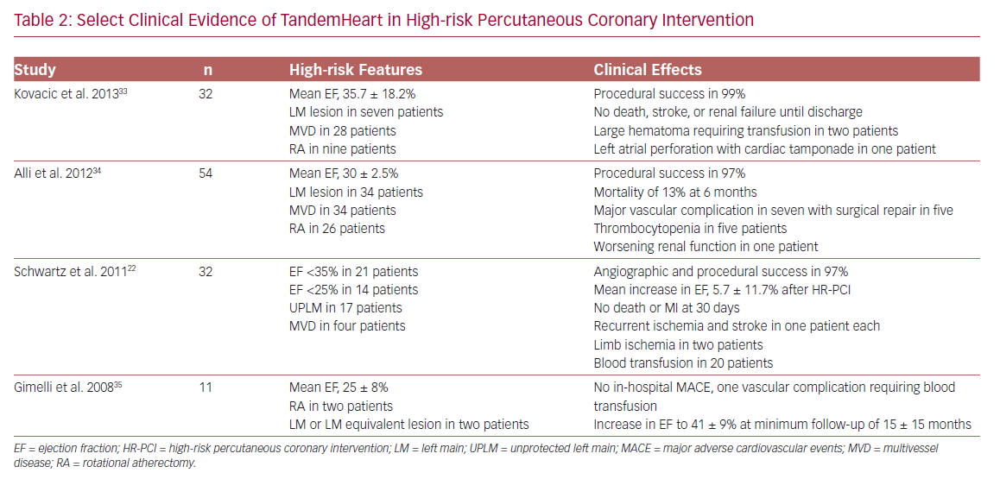 Table 2: Select Clinical Evidence of TandemHeart in High-risk Percutaneous Coronary Intervention
Study n High-risk Features Clinical Effects
Kovacic et al. 2013³³ 32 Mean EF, 35.7 ± 18.2% Procedural success in 99%
LM lesion in seven patients No death, stroke, or renal failure until discharge
MVD in 28 patients Large hematoma requiring transfusion in two patients
RA in nine patients Left atrial perforation with cardiac tamponade in one patient
Alli et al. 2012³⁴ 54 Mean EF, 30 ± 2.5% Procedural success in 97%
LM lesion in 34 patients Mortality of 13% at 6 months
MVD in 34 patients Major vascular complication in seven with surgical repair in five
RA in 26 patients Thrombocytopenia in five patients
Worsening renal function in one patient
Schwartz et al. 2011²² 32 EF <35% in 21 patients Angiographic and procedural success in 97%
EF <25% in 14 patients Mean increase in EF, 5.7 ± 11.7% after HR-PCI
UPLM in 17 patients No death or MI at 30 days
MVD in four patients Recurrent ischemia and stroke in one patient each
Limb ischemia in two patients
Blood transfusion in 20 patients
Gimelli et al. 2008³⁵ 11 Mean EF, 25 ± 8% No in-hospital MACE, one vascular complication requiring blood
RA in two patients transfusion
LM or LM equivalent lesion in two patients Increase in EF to 41 ± 9% at minimum follow-up of 15 ± 15 months
EF = ejection fraction; HR-PCI = high-risk percutaneous coronary intervention; LM = left main; UPLM = unprotected left main; MACE = major adverse cardiovascular events; MVD = multivessel
disease; RA = rotational atherectomy.